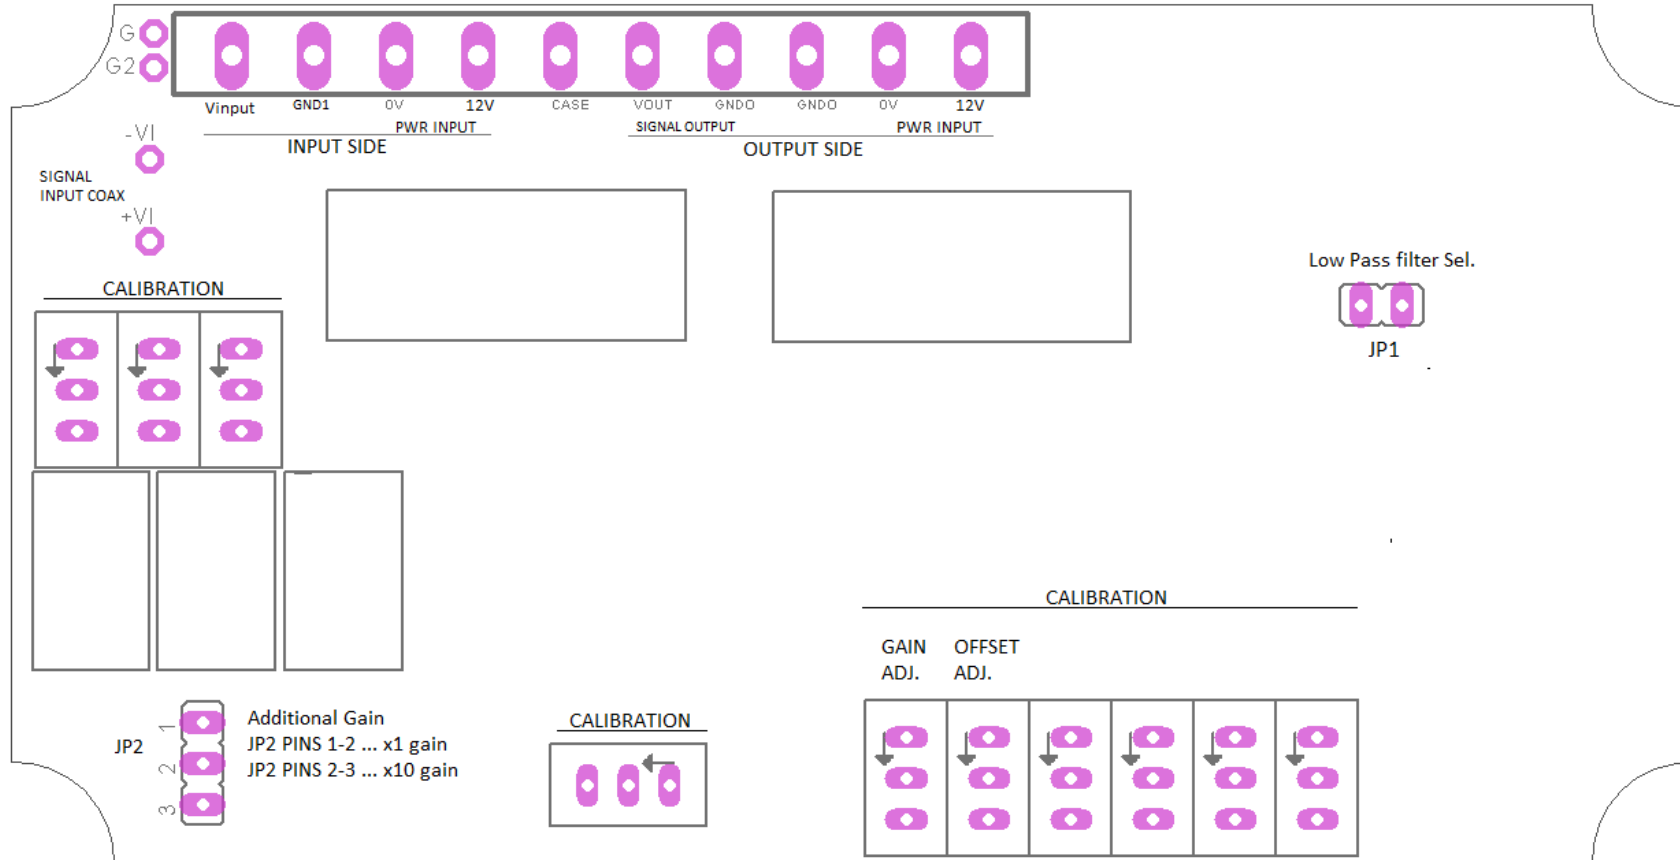 G
G2
Vinput GND1 0V 12V CASE VOUT GNDO GNDO 0V 12V
PWR INPUT SIGNAL OUTPUT PWR INPUT
INPUT SIDE OUTPUT SIDE
-VI
SIGNAL
INPUT COAX
+VI
CALIBRATION
Low Pass filter Sel.
JP1
CALIBRATION
GAIN OFFSET
ADJ. ADJ.
JP2
1
2
3
Additional Gain
JP2 PINS 1-2 ... x1 gain
JP2 PINS 2-3 ... x10 gain
CALIBRATION